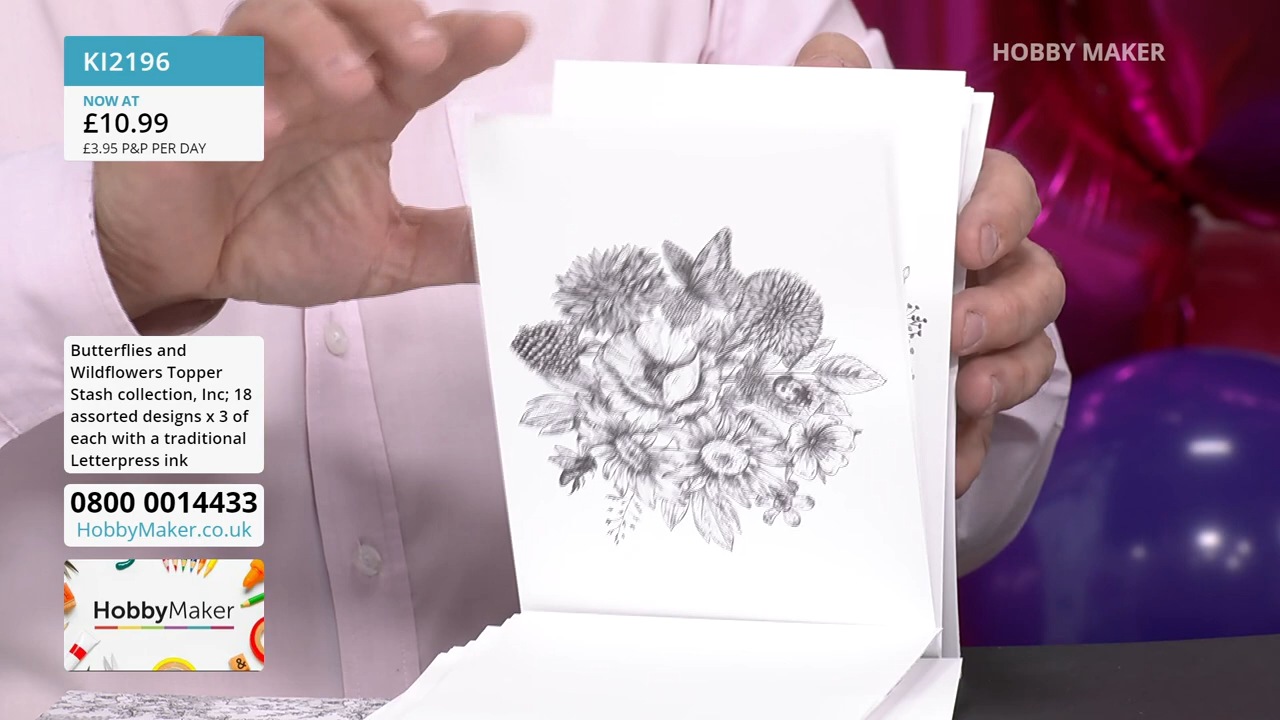 KI2196
NOW AT
£10.99
£3.95 P&P PER DAY
HOBBY MAKER
Butterflies and
Wildflowers Topper
Stash collection, Inc; 18
assorted designs x 3 of
each with a traditional
Letterpress ink
0800 0014433
HobbyMaker.co.uk
HobbyMaker
&